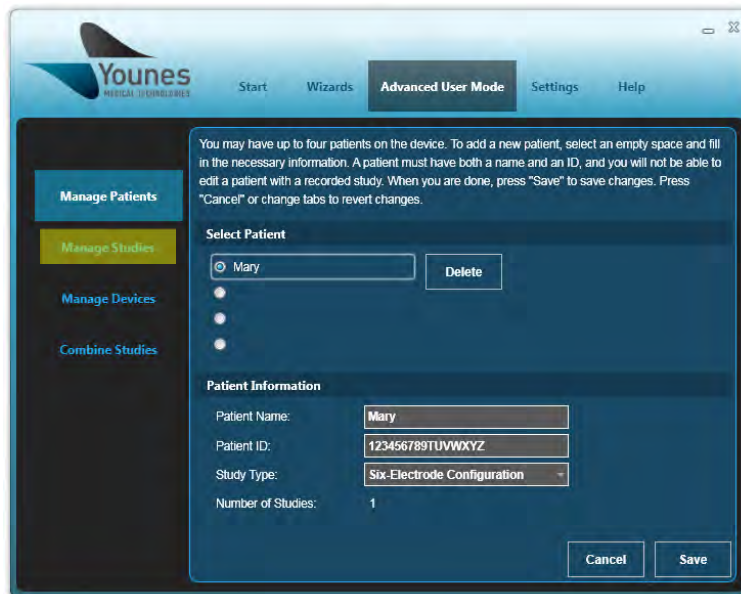 Younes
MEDICAL TECHNOLOGIES
Start Wizards Advanced User Mode Settings Help
You may have up to four patients on the device. To add a new patient, select an empty space and fill
in the necessary information. A patient must have both a name and an ID, and you will not be able to
edit a patient with a recorded study. When you are done, press "Save" to save changes. Press
"Cancel" or change tabs to revert changes.
Manage Patients
Manage Studies
Manage Devices
Combine Studies
Select Patient
Mary
Delete
Patient Information
Patient Name: Mary
Patient ID: 123456789TUVWXYZ
Study Type: Six-Electrode Configuration
Number of Studies: 1
Cancel Save